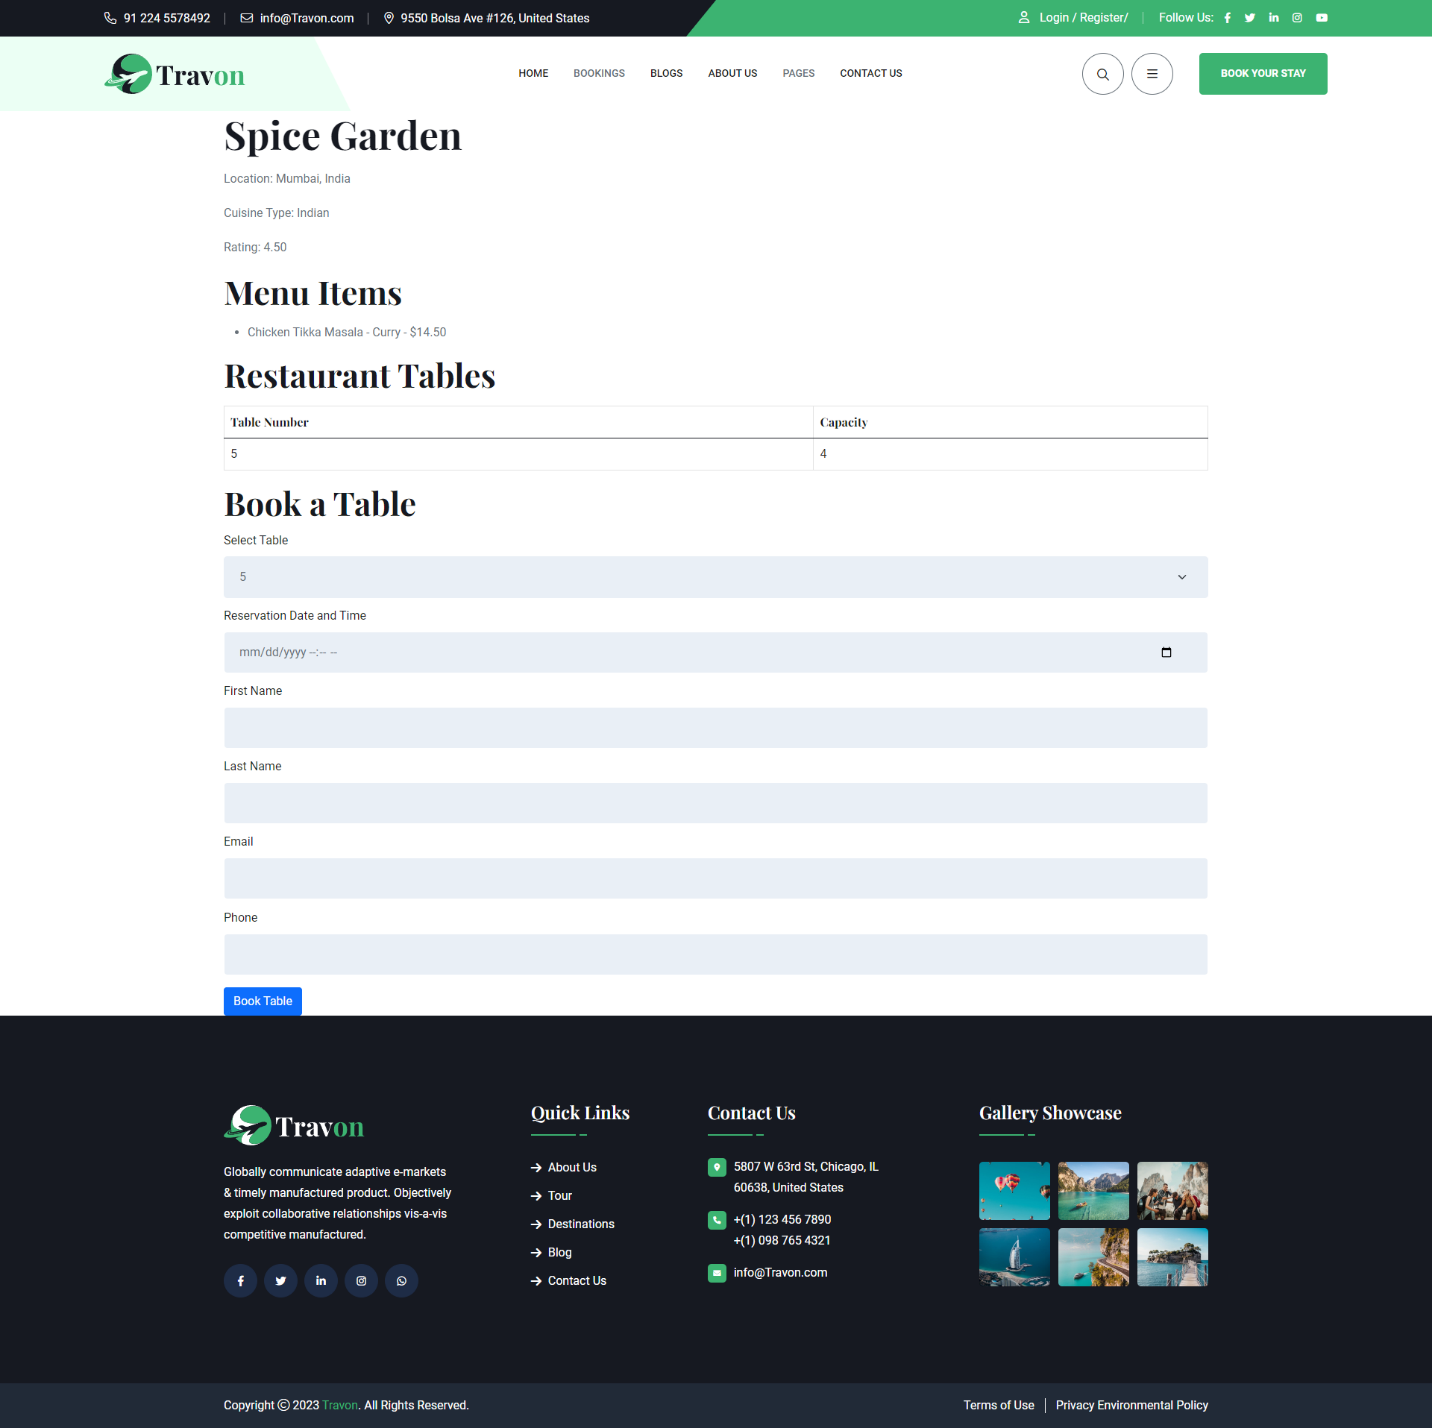 91 224 5578492 | info@Travon.com | 9550 Bolsa Ave #126, United States
Login / Register/ | Follow Us:
Travon
HOME BOOKINGS BLOGS ABOUT US PAGES CONTACT US
BOOK YOUR STAY
Spice Garden
Location: Mumbai, India
Cuisine Type: Indian
Rating: 4.50
Menu Items
• Chicken Tikka Masala - Curry - $14.50
Restaurant Tables
Table Number Capacity
5 4
Book a Table
Select Table
5
Reservation Date and Time
mm/dd/yyyy --:-- --
First Name
Last Name
Email
Phone
Book Table
Travon
Globally communicate adaptive e-markets
& timely manufactured product. Objectively
exploit collaborative relationships vis-a-vis
competitive manufactured.
Quick Links
About Us
Tour
Destinations
Blog
Contact Us
Contact Us
5807 W 63rd St, Chicago, IL
60638, United States
+(1) 123 456 7890
+(1) 098 765 4321
info@Travon.com
Gallery Showcase
Copyright © 2023 Travon. All Rights Reserved.
Terms of Use | Privacy Environmental Policy